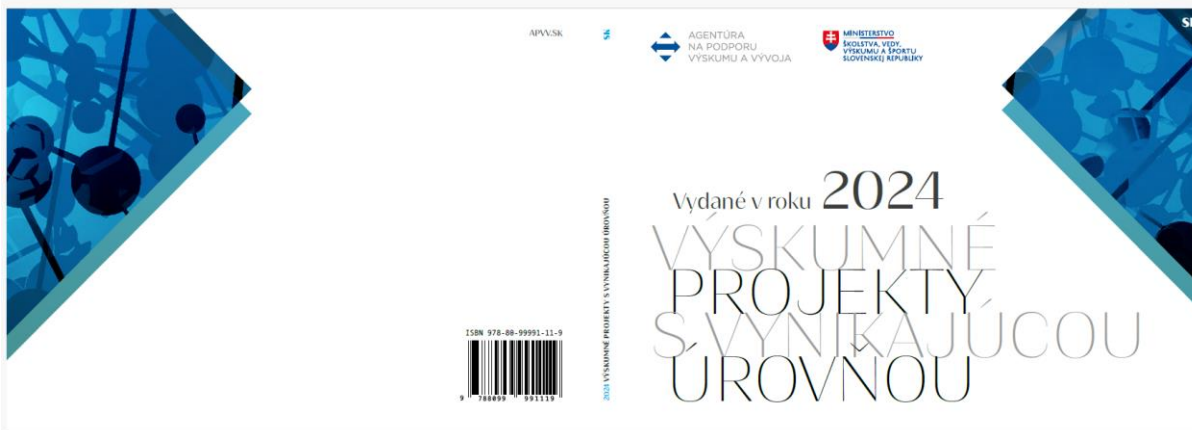 APVV.SK
ISBN 978-80-99991-11-9
9 788099 991119
SK
2024 VÝSKUMNÉ PROJEKTY S VYNIKAJÚCOU ÚROVŇOU
AGENTÚRA
NA PODPORU
VÝSKUMU A VÝVOJA
MINISTERSTVO
ŠKOLSTVA, VEDY,
VÝSKUMU A ŠPORTU
SLOVENSKEJ REPUBLIKY
Vydané v roku 2024
VÝSKUMNÉ
PROJEKTY
S VYNIKAJÚCOU
ÚROVŇOU